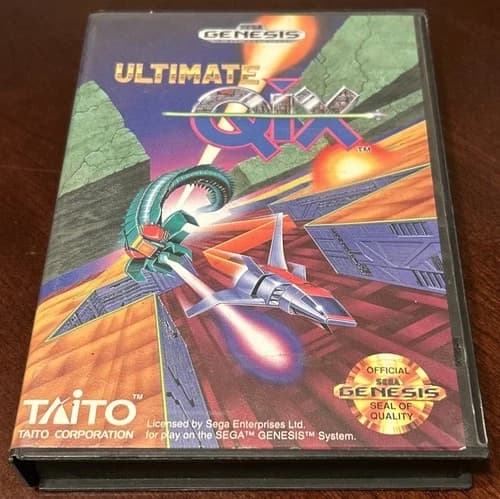 SEGA
GENESIS
ULTIMATE
QIX
TM
TAITO™
TAITO CORPORATION
Licensed by Sega Enterprises Ltd.
for play on the SEGA™ GENESIS™ System.
OFFICIAL
SEGA
GENESIS
SEAL OF
QUALITY